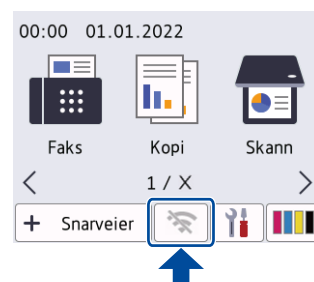 00:00 01.01.2022
Faks Kopi Skann
< 1 / X >
+ Snarveier